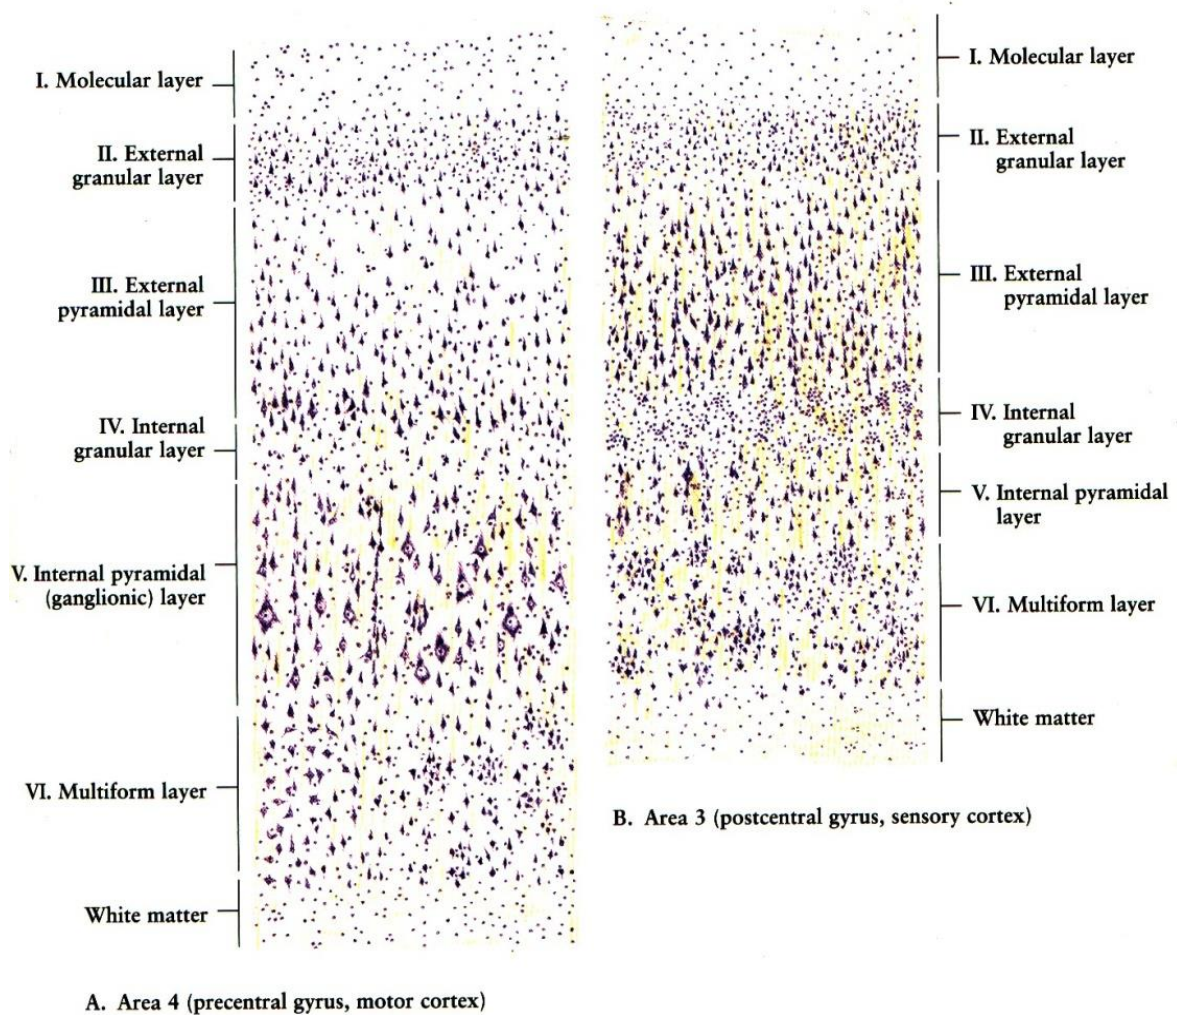 I. Molecular layer
II. External
granular layer
III. External
pyramidal layer
IV. Internal
granular layer
V. Internal pyramidal
(ganglionic) layer
VI. Multiform layer
White matter
A. Area 4 (precentral gyrus, motor cortex)
I. Molecular layer
II. External
granular layer
III. External
pyramidal layer
IV. Internal
granular layer
V. Internal pyramidal
layer
VI. Multiform layer
White matter
B. Area 3 (postcentral gyrus, sensory cortex)